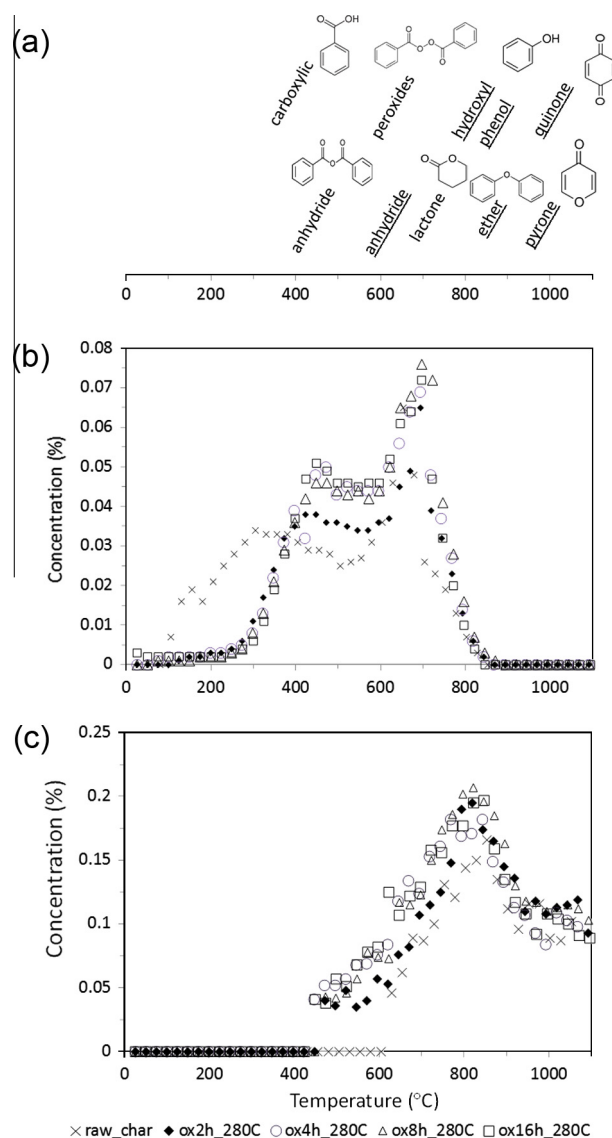 (a)
O
OH
O
O
O
O
OH
O
O
carboxylic
peroxides
hydroxyl
phenol
quinone
O
O
O
O
O
O
O
O
anhydride
anhydride
lactone
ether
pyrone
0 200 400 600 800 1000
(b)
0.08
0.07
0.06
0.05
0.04
0.03
0.02
0.01
0
Concentration (%)
0 200 400 600 800 1000
(c)
0.25
0.2
0.15
0.1
0.05
0
Concentration (%)
0 200 400 600 800 1000
Temperature (°C)
raw_char ox2h_280C ox4h_280C ox8h_280C ox16h_280C